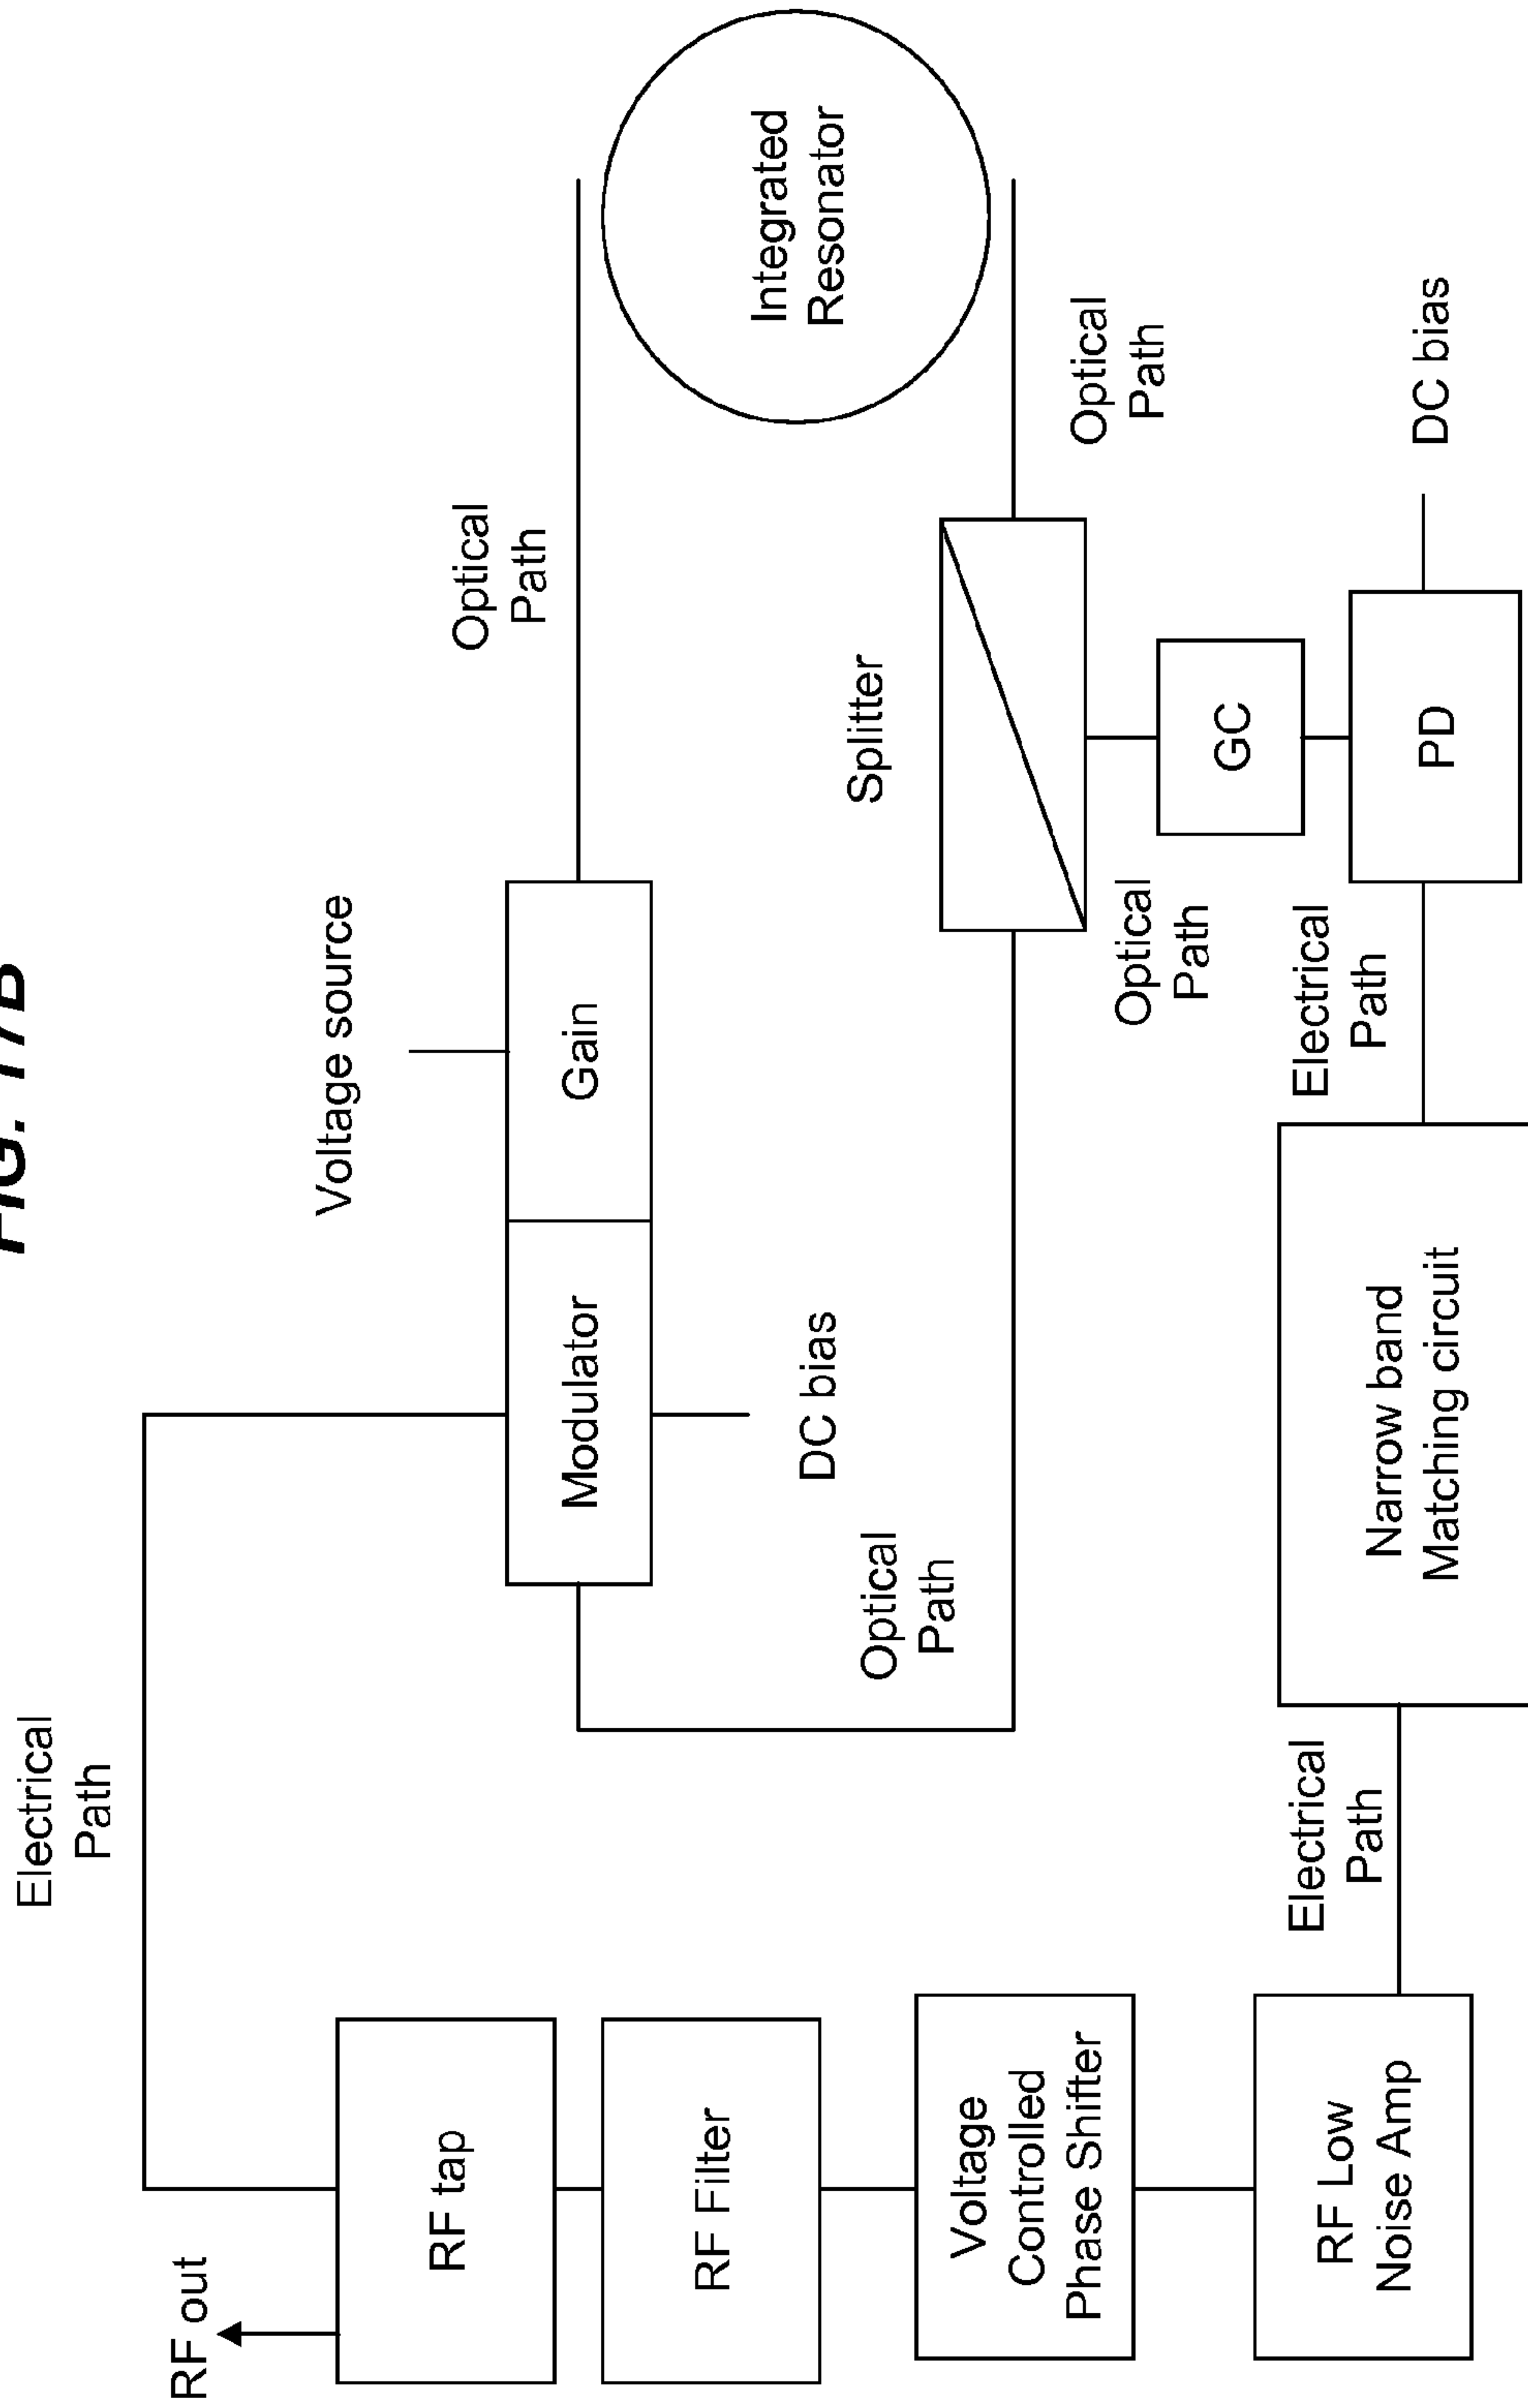 FIG. 17B
Electrical
Path
RF out
RF tap
RF Filter
Voltage
Controlled
Phase Shifter
RF Low
Noise Amp
Electrical
Path
Narrow band
Matching circuit
Electrical
Path
PD
DC bias
GC
Optical
Path
Splitter
Optical
Path
Optical
Path
Modulator
DC bias
Gain
Voltage source
Optical
Path
Integrated
Resonator